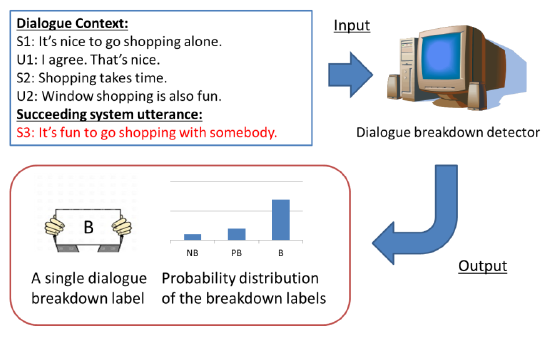 Dialogue Context:
S1: It's nice to go shopping alone.
U1: I agree. That's nice.
S2: Shopping takes time.
U2: Window shopping is also fun.
Succeeding system utterance:
S3: It's fun to go shopping with somebody.
Input
Dialogue breakdown detector
Output
B
NB PB B
A single dialogue
breakdown label
Probability distribution
of the breakdown labels